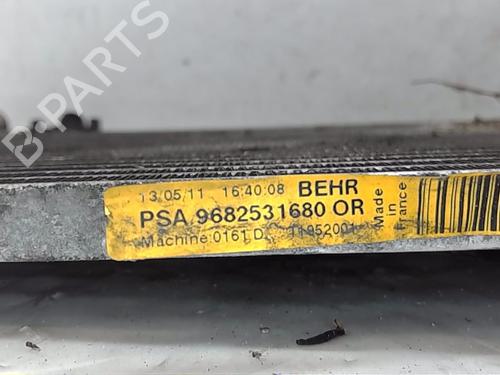 B-PARTS
13/05/11 16:40:08 BEHR
PSA 9682531680 OR
Machine 0161 D. 11952001
Made in France